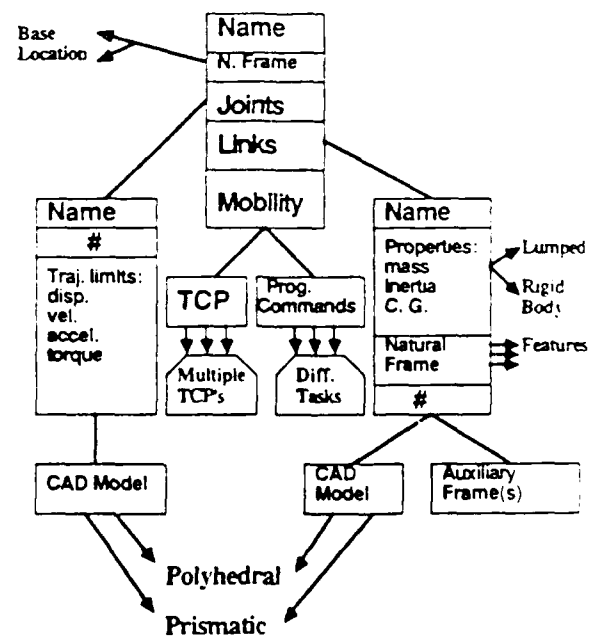 Name
Base
Location
N. Frame
Joints
Links
Mobility
Name
#
Traj. limits:
disp.
vel.
accel.
torque
TCP
Prog.
Commands
Multiple
TCP's
Diff.
Tasks
Name
Properties:
mass
Inertia
C. G.
Lumped
Rigid
Body
Natural
Frame
Features
#
CAD Model
CAD
Model
Auxiliary
Frame(s)
Polyhedral
Prismatic